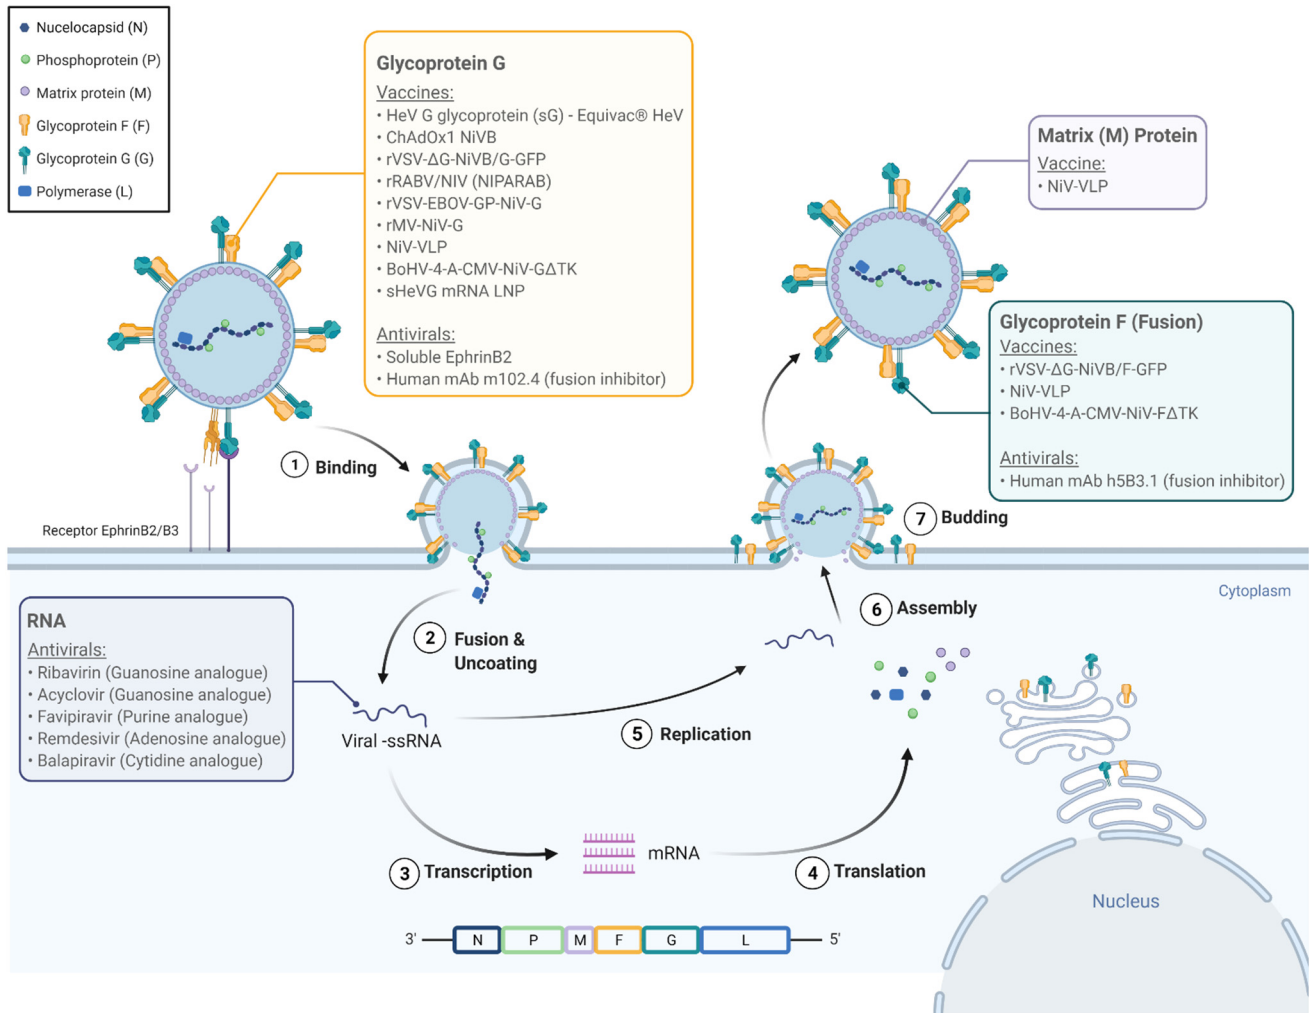 Nucelocapsid (N)
Phosphoprotein (P)
Matrix protein (M)
Glycoprotein F (F)
Glycoprotein G (G)
Polymerase (L)
Glycoprotein G
Vaccines:
• HeV G glycoprotein (sG) - Equivac® HeV
• ChAdOx1 NiVB
• rVSV-ΔG-NiVB/G-GFP
• rRABV/NIV (NIPARAB)
• rVSV-EBOV-GP-NiV-G
• rMV-NiV-G
• NiV-VLP
• BoHV-4-A-CMV-NiV-GΔTK
• sHeVG mRNA LNP
Antivirals:
• Soluble EphrinB2
• Human mAb m102.4 (fusion inhibitor)
Matrix (M) Protein
Vaccine:
• NiV-VLP
Glycoprotein F (Fusion)
Vaccines:
• rVSV-ΔG-NiVB/F-GFP
• NiV-VLP
• BoHV-4-A-CMV-NiV-FΔTK
Antivirals:
• Human mAb h5B3.1 (fusion inhibitor)
1 Binding
Receptor EphrinB2/B3
7 Budding
Cytoplasm
RNA
Antivirals:
• Ribavirin (Guanosine analogue)
• Acyclovir (Guanosine analogue)
• Favipiravir (Purine analogue)
• Remdesivir (Adenosine analogue)
• Balapiravir (Cytidine analogue)
2 Fusion &
Uncoating
6 Assembly
Viral -ssRNA
5 Replication
3 Transcription
mRNA
4 Translation
Nucleus
3' N P M F G L 5'